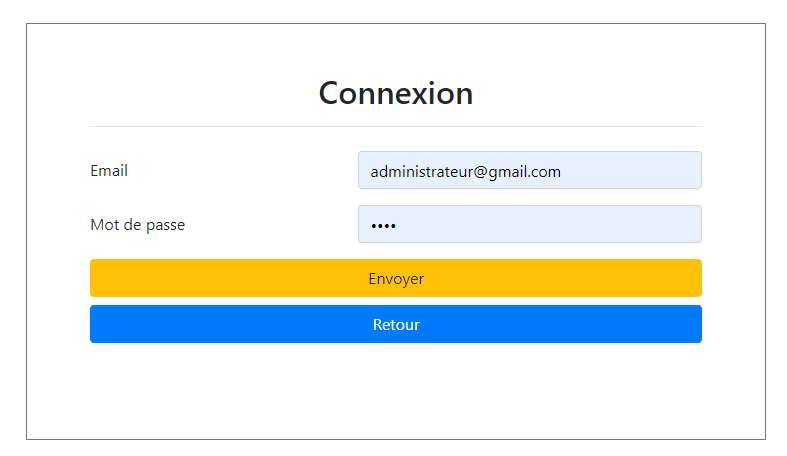 Connexion
Email
administrateur@gmail.com
Mot de passe
••••
Envoyer
Retour